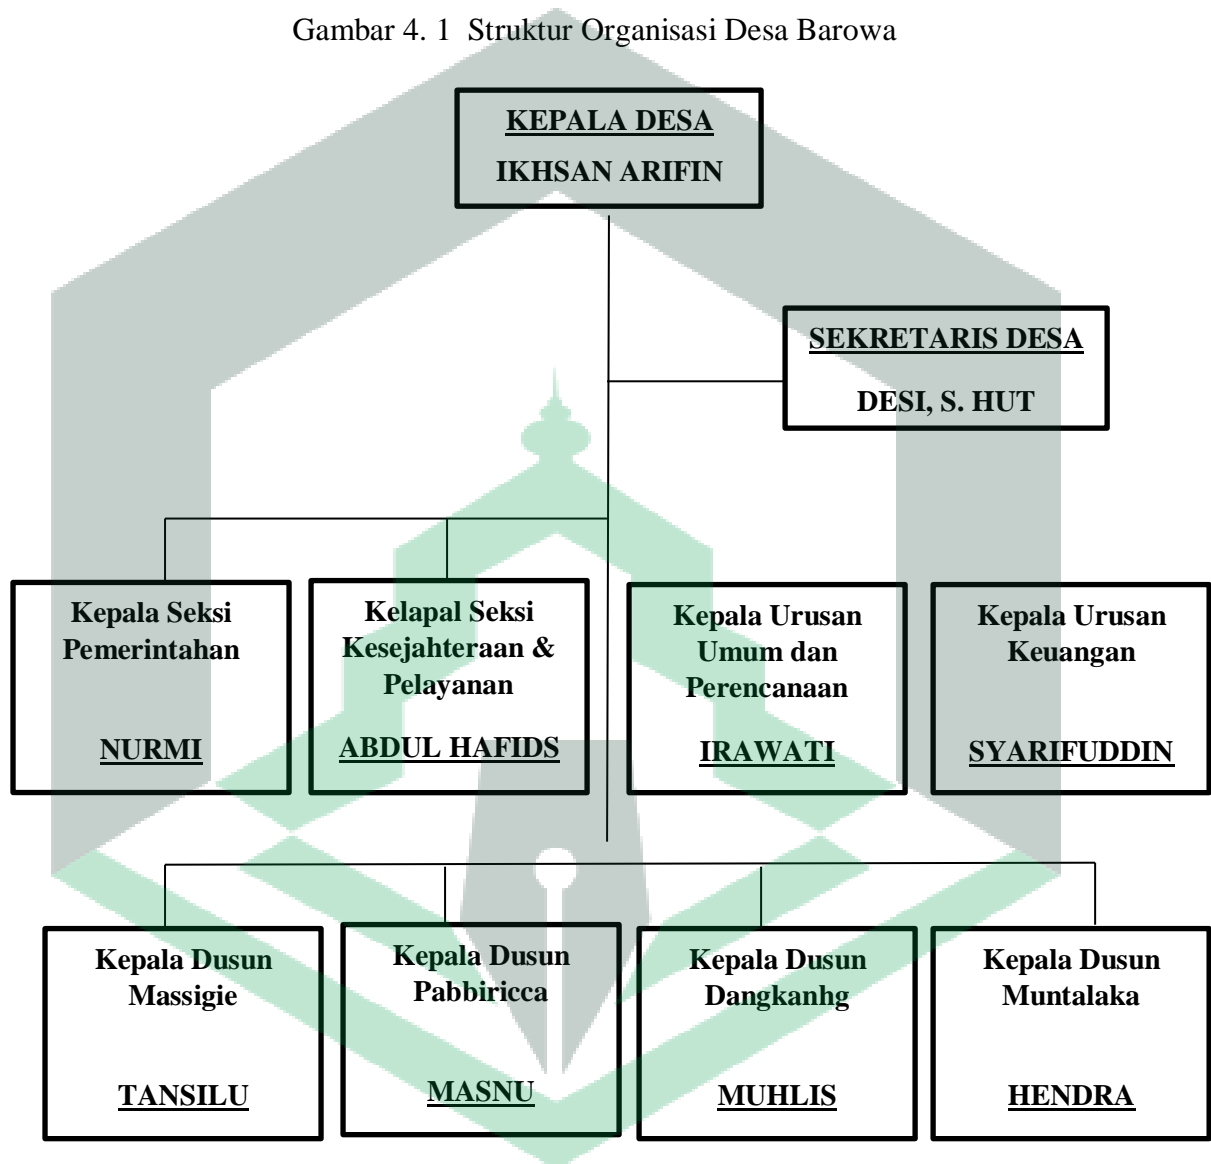 Gambar 4. 1 Struktur Organisasi Desa Barowa
KEPALA DESA
IKHSAN ARIFIN
SEKRETARIS DESA
DESI, S. HUT
Kepala Seksi
Pemerintahan
NURMI
Kelapal Seksi
Kesejahteraan &
Pelayanan
ABDUL HAFIDS
Kepala Urusan
Umum dan
Perencanaan
IRAWATI
Kepala Urusan
Keuangan
SYARIFUDDIN
Kepala Dusun
Massigie
TANSILU
Kepala Dusun
Pabbiricca
MASNU
Kepala Dusun
Dangkanhg
MUHLIS
Kepala Dusun
Muntalaka
HENDRA